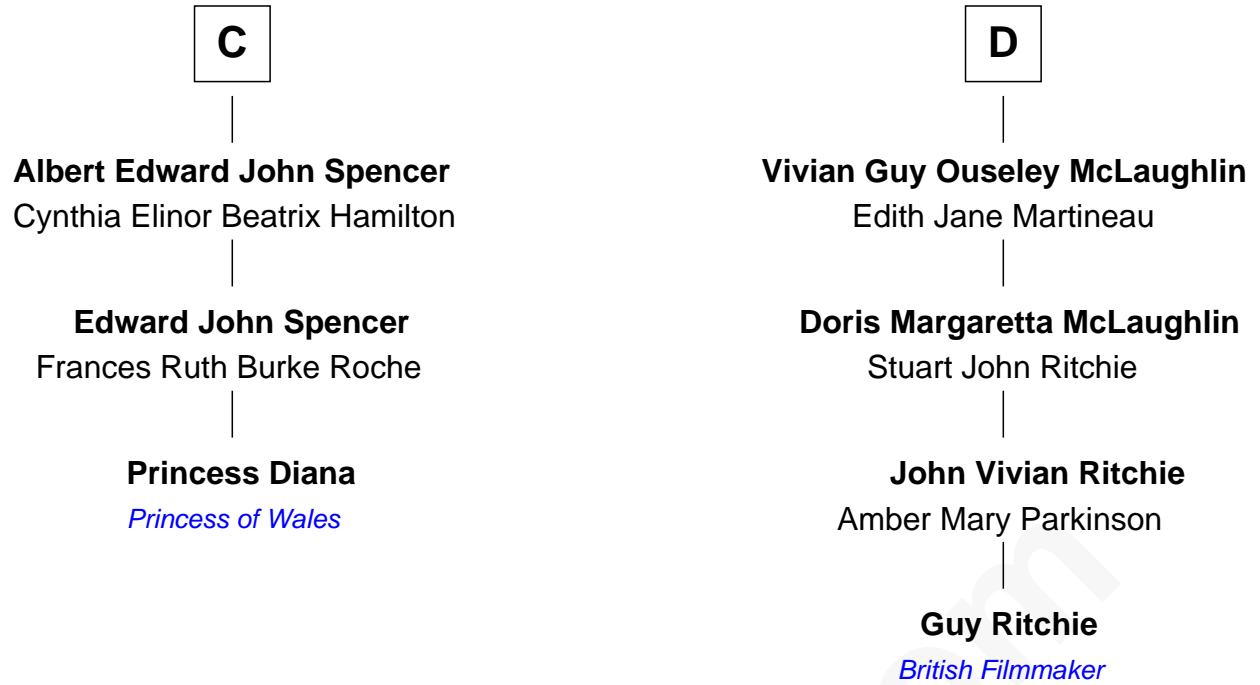 C
Albert Edward John Spencer
Cynthia Elinor Beatrix Hamilton
Edward John Spencer
Frances Ruth Burke Roche
Princess Diana
Princess of Wales
D
Vivian Guy Ouseley McLaughlin
Edith Jane Martineau
Doris Margaretta McLaughlin
Stuart John Ritchie
John Vivian Ritchie
Amber Mary Parkinson
Guy Ritchie
British Filmmaker